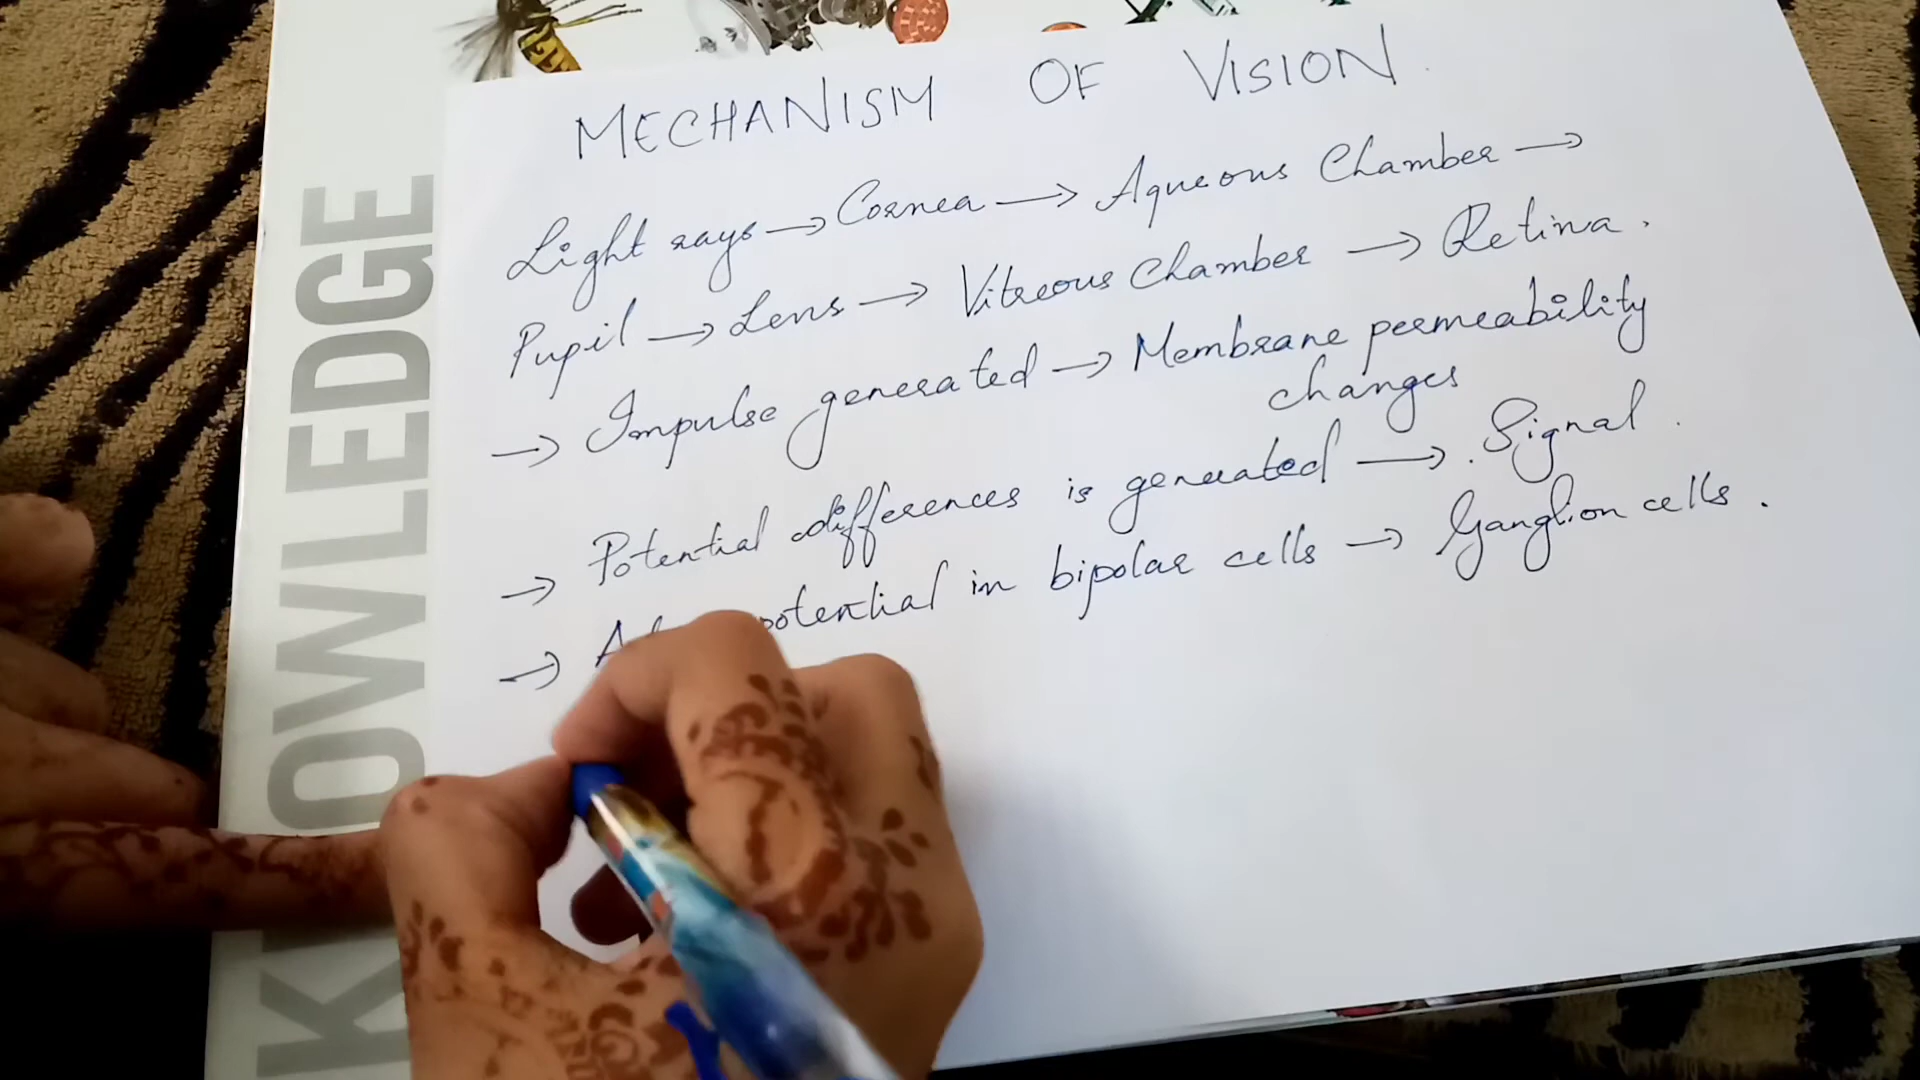 MECHANISM OF VISION
Light rays → Cornea → Aqueous Chamber →
Pupil → Lens → Vitreous Chamber → Retina.
→ Impulse generated → Membrane permeability
changes
→ Potential differences is generated → Signal
→ potential in bipolar cells → Ganglion cells.
KNOWLEDGE